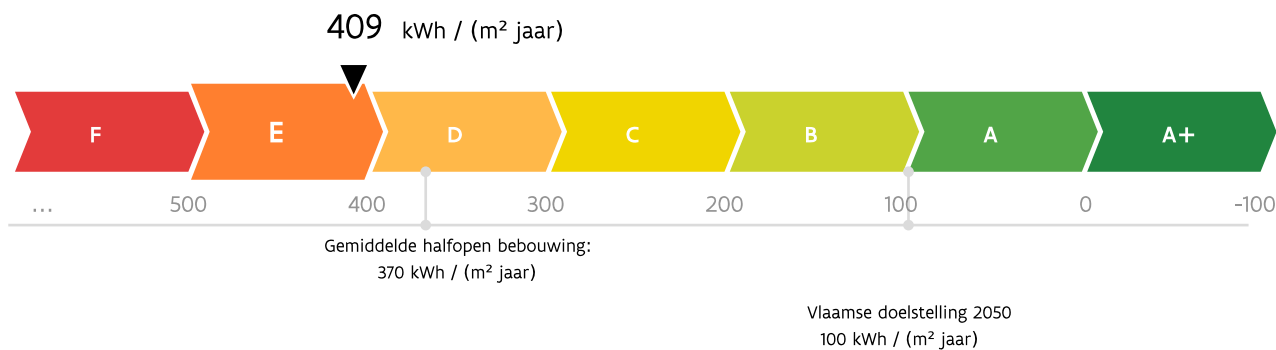 409 kWh / (m² jaar)
F E D C B A A+
... 500 400 300 200 100 0 -100
Gemiddelde halfopen bebouwing:
370 kWh / (m² jaar)
Vlaamse doelstelling 2050
100 kWh / (m² jaar)